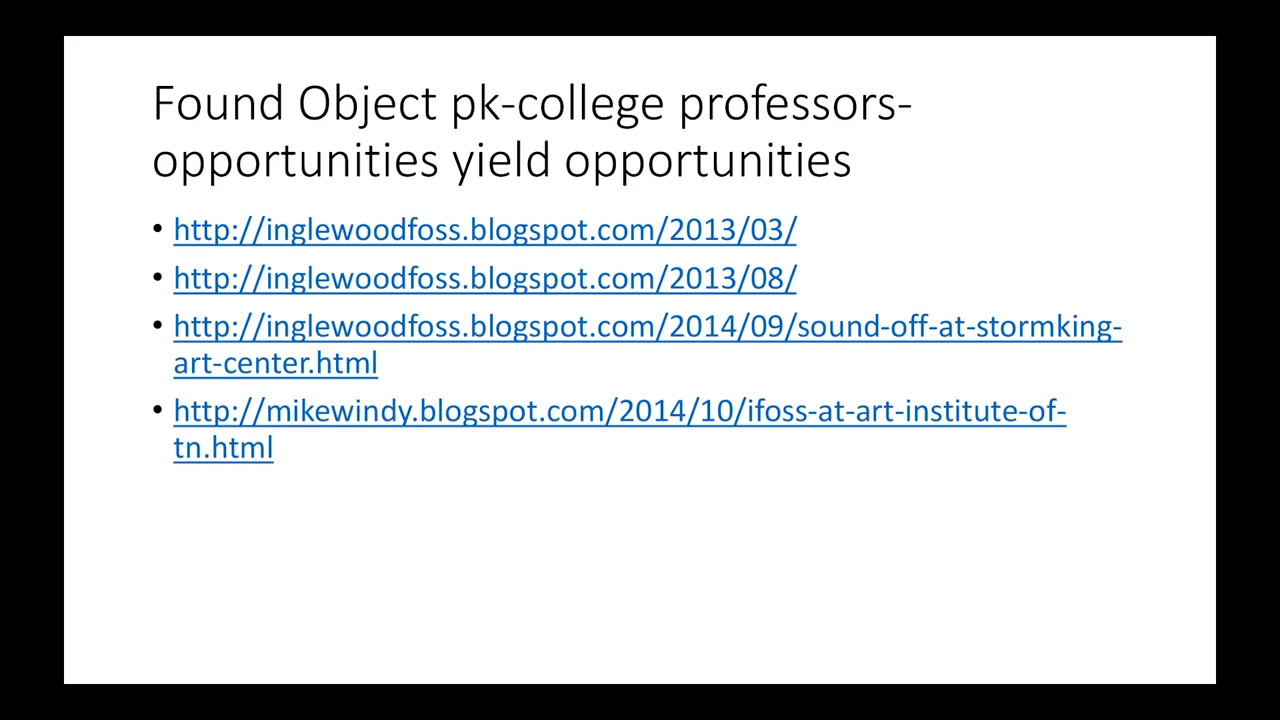 Found Object pk-college professors-
opportunities yield opportunities
• http://inglewoodfoss.blogspot.com/2013/03/
• http://inglewoodfoss.blogspot.com/2013/08/
• http://inglewoodfoss.blogspot.com/2014/09/sound-off-at-stormking-
art-center.html
• http://mikewindy.blogspot.com/2014/10/ifoss-at-art-institute-of-
tn.html